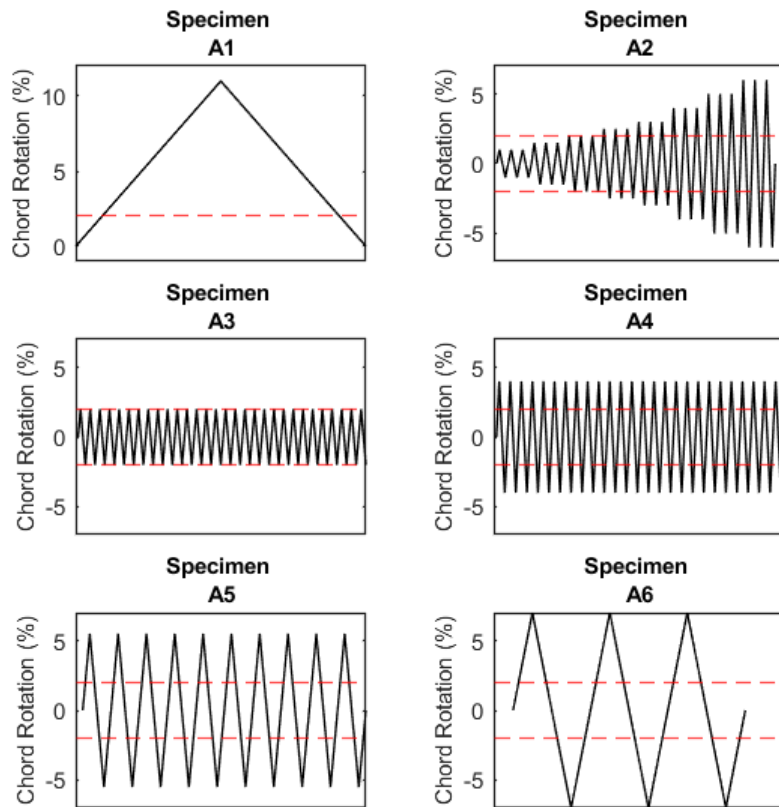 Specimen
A1
Chord Rotation (%)
10
5
0
Specimen
A2
Chord Rotation (%)
5
0
-5
Specimen
A3
Chord Rotation (%)
5
0
-5
Specimen
A4
Chord Rotation (%)
5
0
-5
Specimen
A5
Chord Rotation (%)
5
0
-5
Specimen
A6
Chord Rotation (%)
5
0
-5